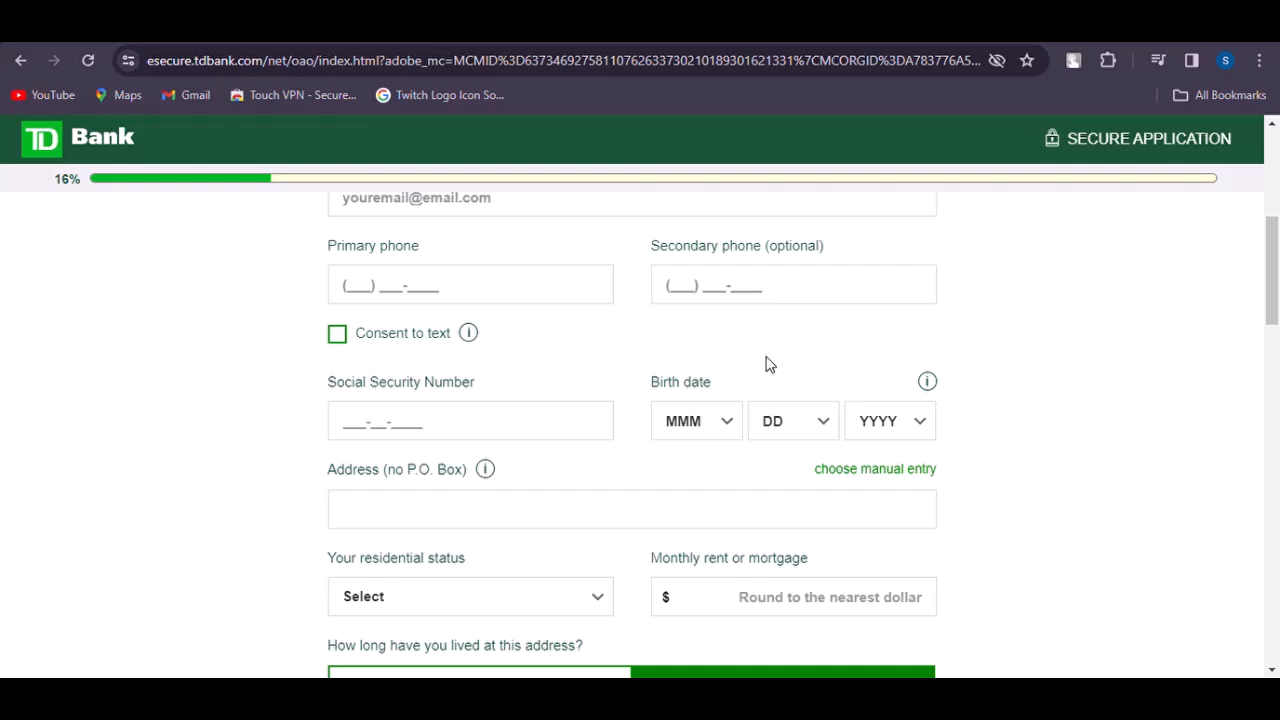 esecure.tdbank.com/net/oao/index.html?adobe_mc=MCMID%3D63734692758110762633730210189301621331%7CMCORGID%3DA783776A5...
S
YouTube Maps Gmail Touch VPN - Secure... Twitch Logo Icon So... All Bookmarks
TD Bank SECURE APPLICATION
16%
youremail@email.com
Primary phone Secondary phone (optional)
(___) ___-____ (___) ___-____
Consent to text i
Social Security Number Birth date i
___-__-____ MMM DD YYYY
Address (no P.O. Box) i choose manual entry
Your residential status Monthly rent or mortgage
Select $ Round to the nearest dollar
How long have you lived at this address?